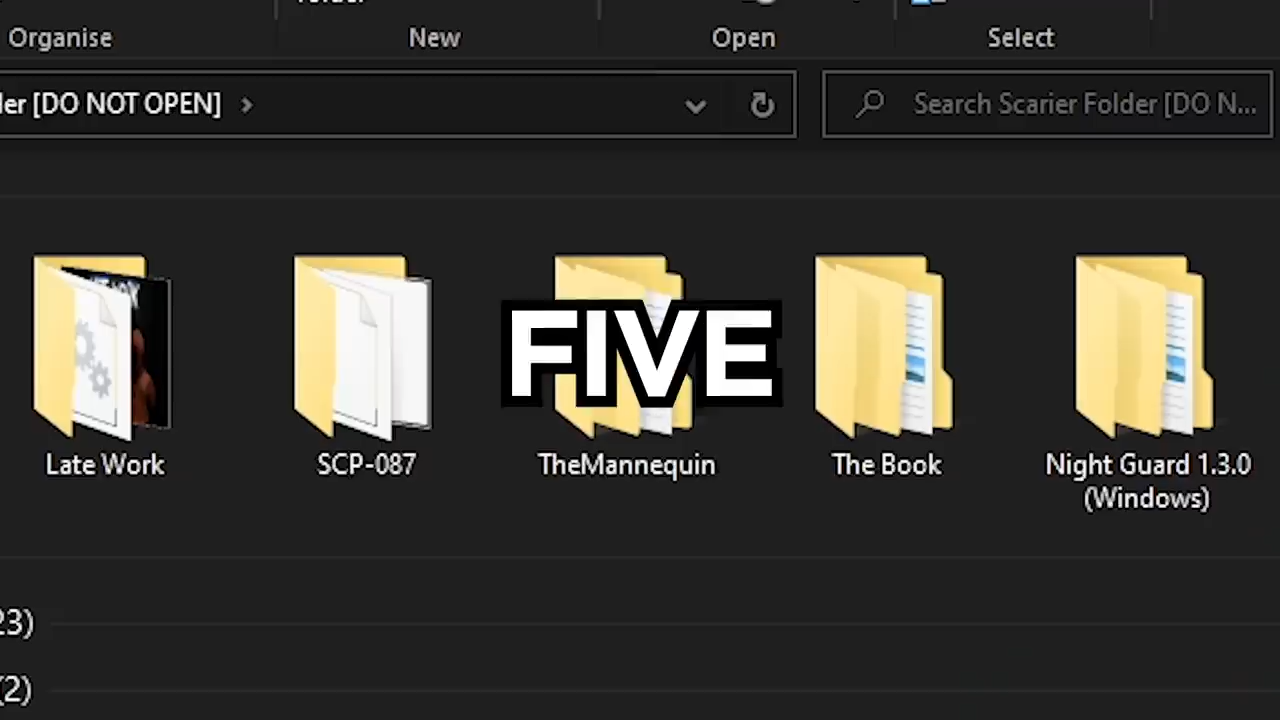 Organise
New
Open
Select
der [DO NOT OPEN]
Search Scarier Folder [DO N...
FIVE
Late Work
SCP-087
TheMannequin
The Book
Night Guard 1.3.0
(Windows)
23)
(2)